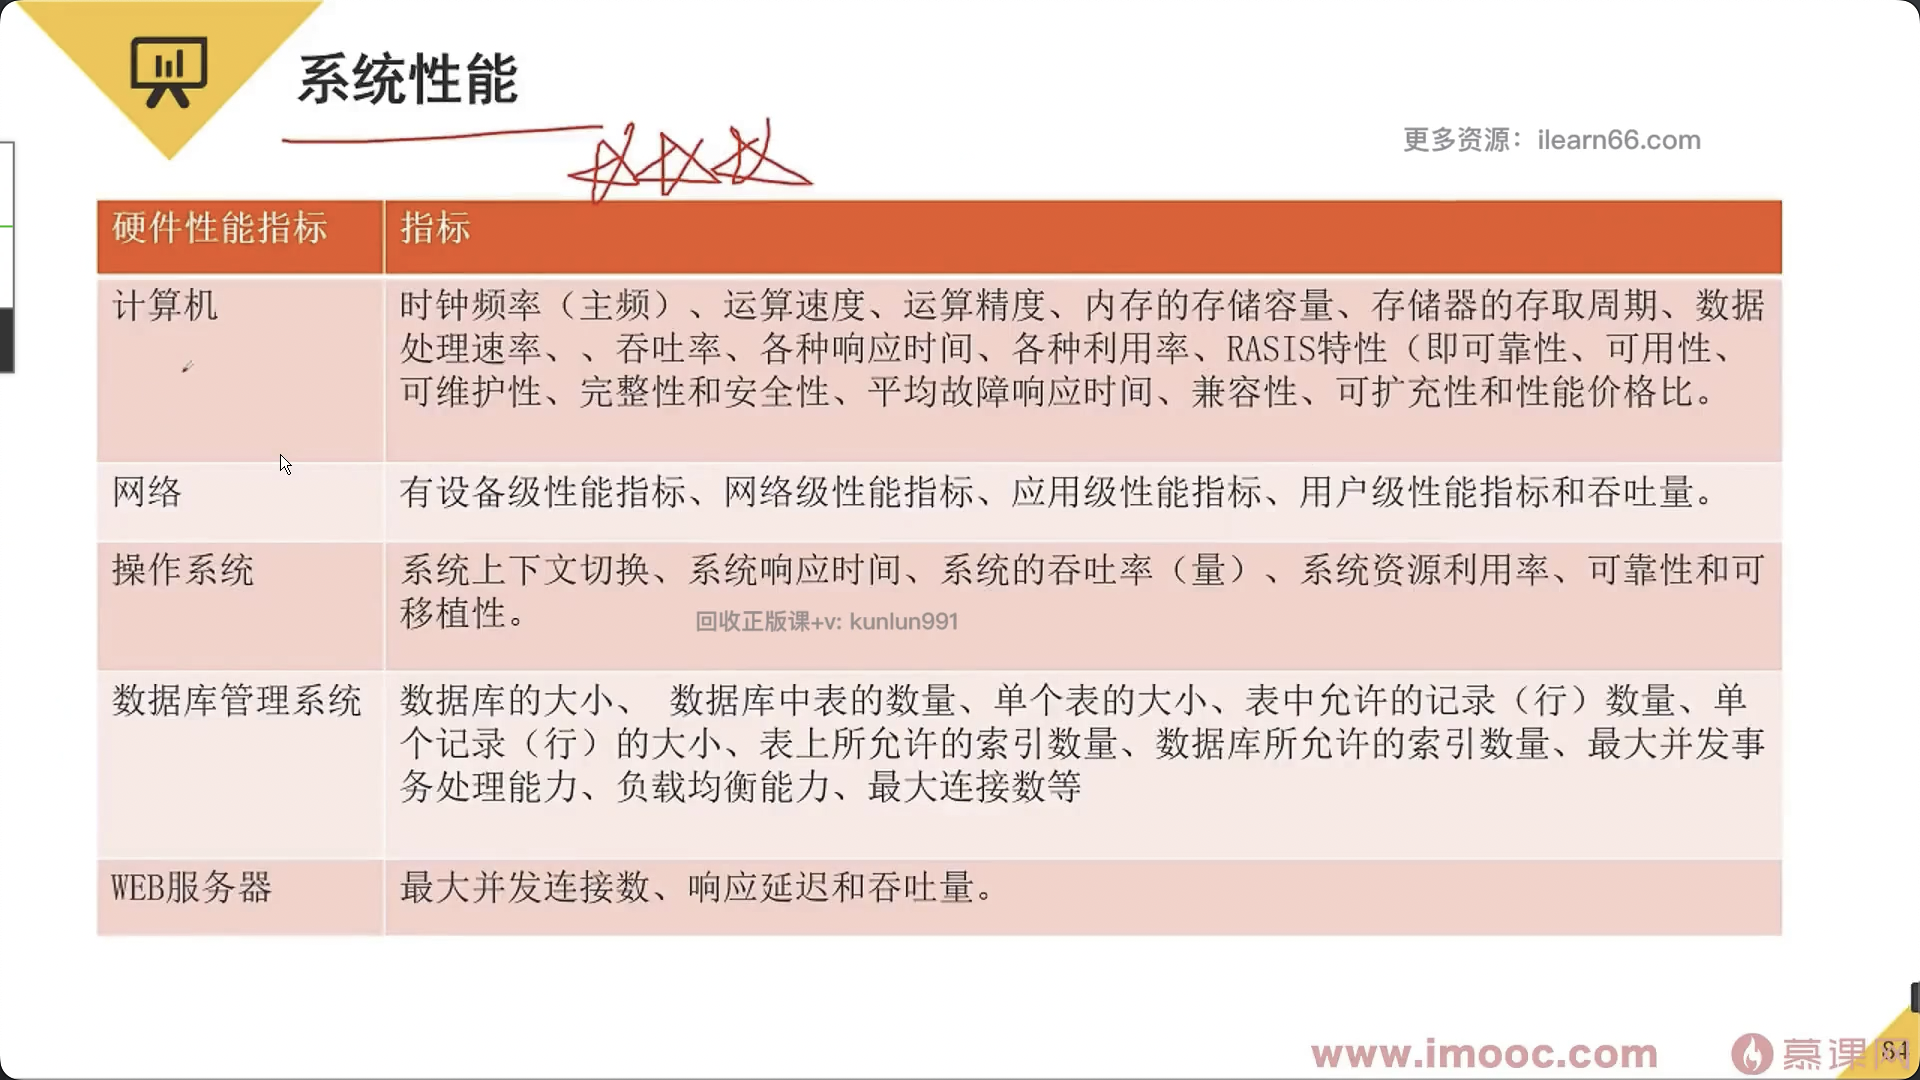 系统性能
更多资源：ilearn66.com
硬件性能指标
指标
计算机
时钟频率（主频）、运算速度、运算精度、内存的存储容量、存储器的存取周期、数据
处理速率、、吞吐率、各种响应时间、各种利用率、RASIS特性（即可靠性、可用性、
可维护性、完整性和安全性、平均故障响应时间、兼容性、可扩充性和性能价格比。
网络
有设备级性能指标、网络级性能指标、应用级性能指标、用户级性能指标和吞吐量。
操作系统
系统上下文切换、系统响应时间、系统的吞吐率（量）、系统资源利用率、可靠性和可
移植性。
回收正版课+v: kunlun991
数据库管理系统
数据库的大小、 数据库中表的数量、单个表的大小、表中允许的记录（行）数量、单
个记录（行）的大小、表上所允许的索引数量、数据库所允许的索引数量、最大并发事
务处理能力、负载均衡能力、最大连接数等
WEB服务器
最大并发连接数、响应延迟和吞吐量。
www.imooc.com
慕课网
84